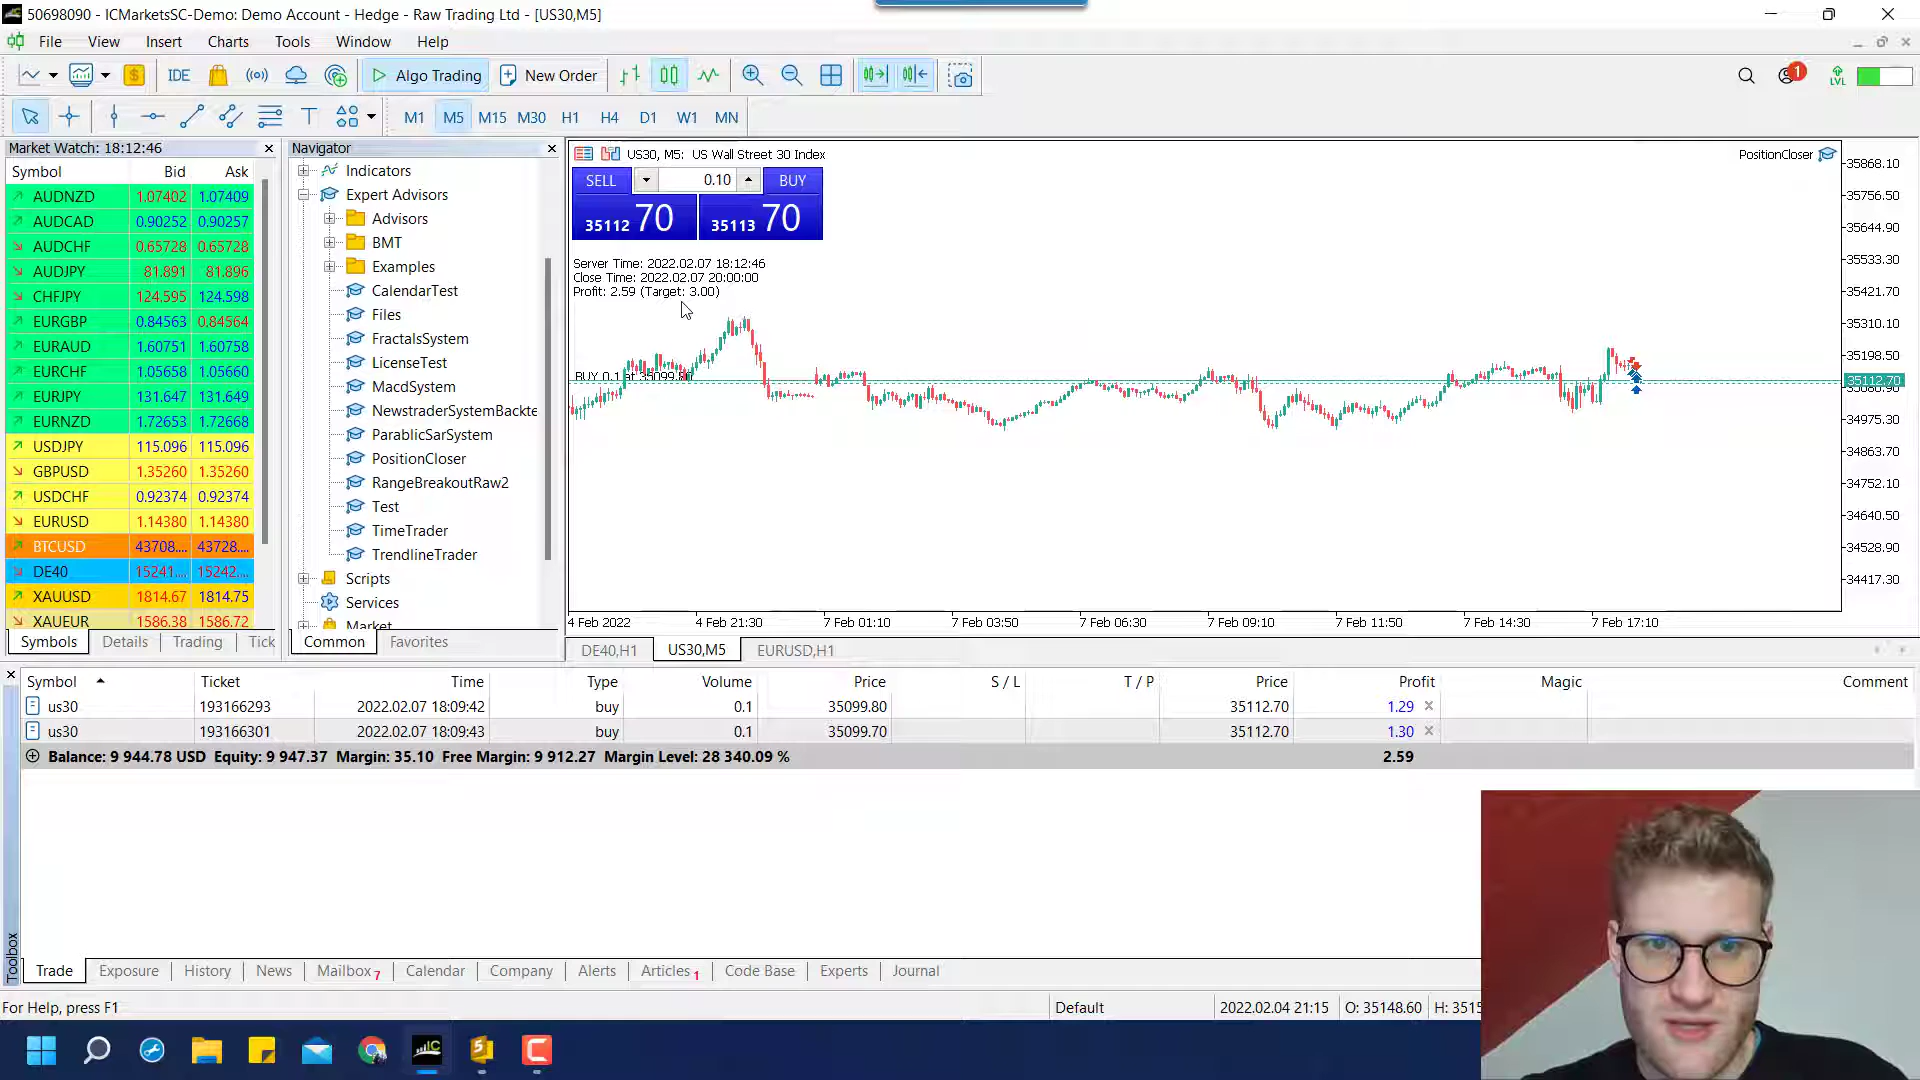 50698090 - ICMarketsSC-Demo: Demo Account - Hedge - Raw Trading Ltd - [US30,M5]
File View Insert Charts Tools Window Help
IDE Algo Trading New Order 1 LVL
M1 M5 M15 M30 H1 H4 D1 W1 MN
Market Watch: 18:12:46
Symbol Bid Ask
AUDNZD 1.07402 1.07409
AUDCAD 0.90252 0.90257
AUDCHF 0.65728 0.65728
AUDJPY 81.891 81.896
CHFJPY 124.595 124.598
EURGBP 0.84563 0.84564
EURAUD 1.60751 1.60758
EURCHF 1.05658 1.05660
EURJPY 131.647 131.649
EURNZD 1.72653 1.72668
USDJPY 115.096 115.096
GBPUSD 1.35260 1.35260
USDCHF 0.92374 0.92374
EURUSD 1.14380 1.14380
BTCUSD 43708.... 43728....
DE40 15241.... 15242....
XAUUSD 1814.67 1814.75
XAUEUR 1586.38 1586.72
Symbols Details Trading Tick
Navigator
Indicators
Expert Advisors
Advisors
BMT
Examples
CalendarTest
Files
FractalsSystem
LicenseTest
MacdSystem
NewstraderSystemBackte
ParablicSarSystem
PositionCloser
RangeBreakoutRaw2
Test
TimeTrader
TrendlineTrader
Scripts
Services
Market
Common Favorites
US30, M5: US Wall Street 30 Index
PositionCloser
SELL 0.10 BUY
35112 70 35113 70
Server Time: 2022.02.07 18:12:46
Close Time: 2022.02.07 20:00:00
Profit: 2.59 (Target: 3.00)
BUY 0.1 at 35099.80
35868.10
35756.50
35644.90
35533.30
35421.70
35310.10
35198.50
35112.70
34975.30
34863.70
34752.10
34640.50
34528.90
34417.30
4 Feb 2022 4 Feb 21:30 7 Feb 01:10 7 Feb 03:50 7 Feb 06:30 7 Feb 09:10 7 Feb 11:50 7 Feb 14:30 7 Feb 17:10
DE40,H1 US30,M5 EURUSD,H1
Symbol Ticket Time Type Volume Price S / L T / P Price Profit Magic Comment
us30 193166293 2022.02.07 18:09:42 buy 0.1 35099.80 35112.70 1.29
us30 193166301 2022.02.07 18:09:43 buy 0.1 35099.70 35112.70 1.30
Balance: 9 944.78 USD Equity: 9 947.37 Margin: 35.10 Free Margin: 9 912.27 Margin Level: 28 340.09 % 2.59
Toolbox
Trade Exposure History News Mailbox 7 Calendar Company Alerts Articles 1 Code Base Experts Journal
For Help, press F1 Default 2022.02.04 21:15 O: 35148.60 H: 3515
IC 5 C